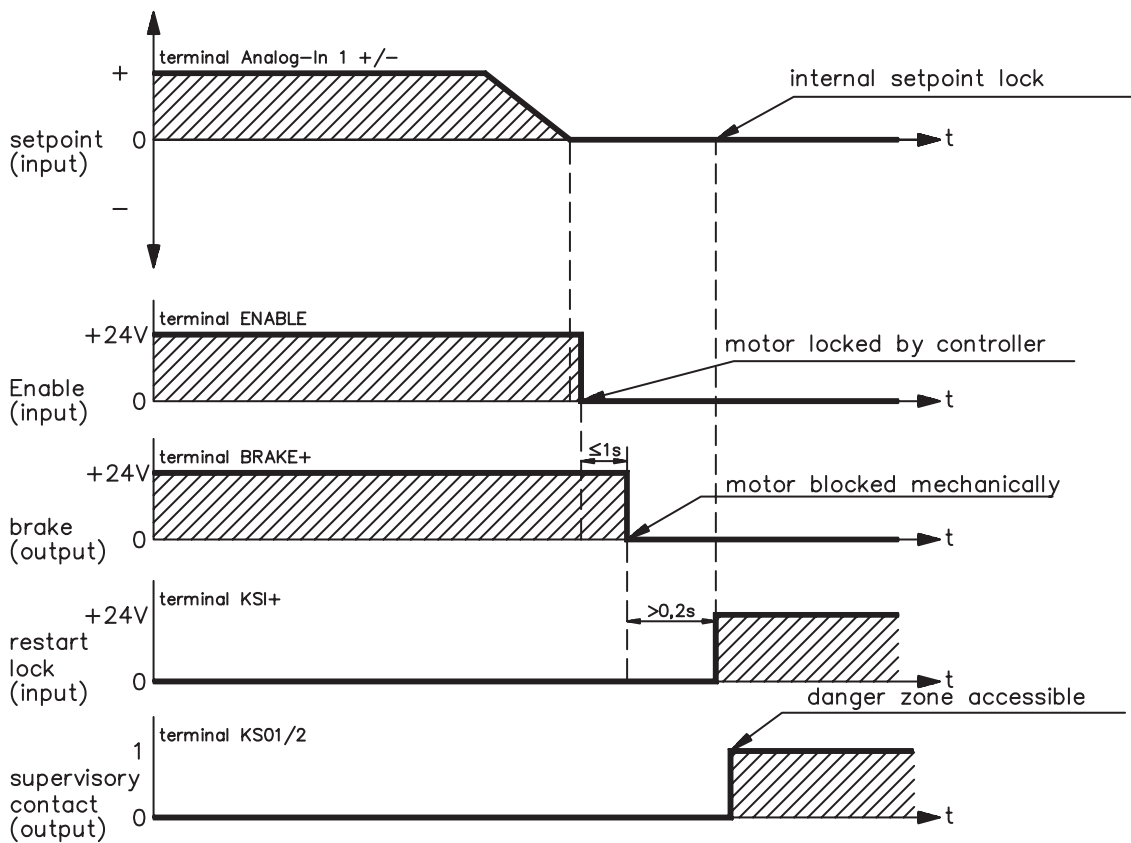 terminal Analog-In 1 +/-
+
internal setpoint lock
setpoint
(input)
0
t
-
terminal ENABLE
+24V
motor locked by controller
Enable
(input)
0
t
terminal BRAKE+
≤1s
+24V
motor blocked mechanically
brake
(output)
0
t
terminal KSI+
+24V
>0,2s
restart
lock
(input)
0
t
danger zone accessible
terminal KS01/2
1
supervisory
contact
(output)
0
t